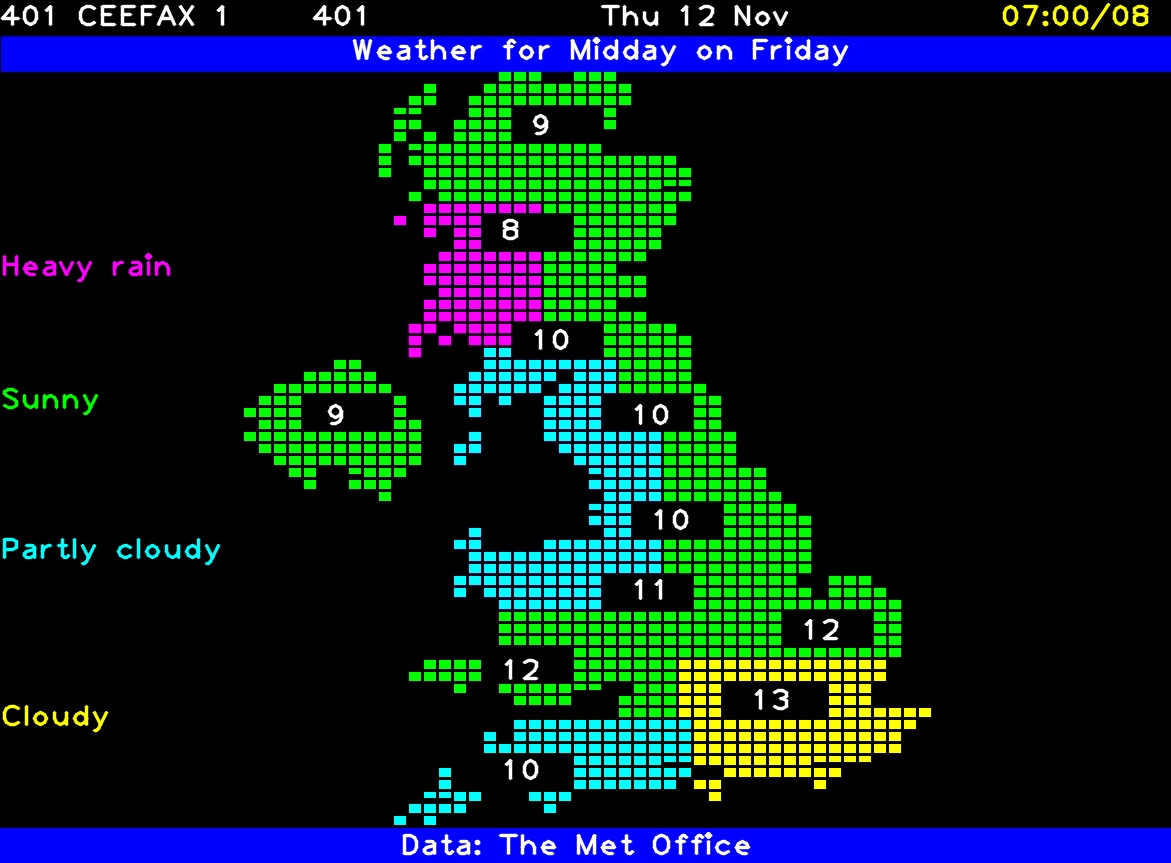 401 CEEFAX 1 401 Thu 12 Nov 07:00/08
Weather for Midday on Friday
9
8
Heavy rain
10
Sunny
9 10
10
Partly cloudy
11
12
12
13
Cloudy
10
Data: The Met Office